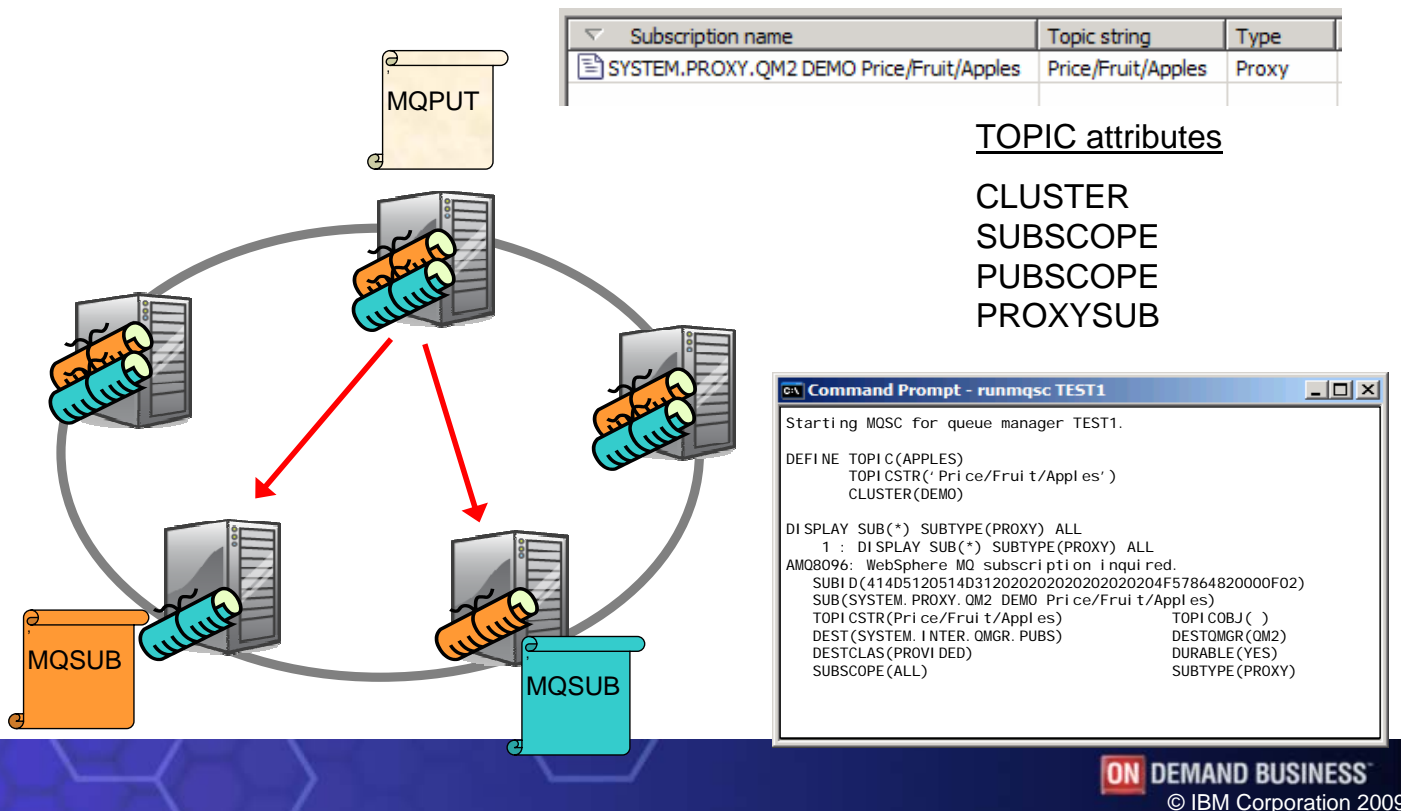 Subscription name Topic string Type
SYSTEM.PROXY.QM2 DEMO Price/Fruit/Apples Price/Fruit/Apples Proxy
MQPUT
TOPIC attributes
CLUSTER
SUBSCOPE
PUBSCOPE
PROXYSUB
Command Prompt - runmqsc TEST1
Starting MQSC for queue manager TEST1.
DEFINE TOPIC(APPLES)
TOPICSTR('Price/Fruit/Apples')
CLUSTER(DEMO)
DISPLAY SUB(*) SUBTYPE(PROXY) ALL
1 : DISPLAY SUB(*) SUBTYPE(PROXY) ALL
AMQ8096: WebSphere MQ subscription inquired.
SUBID(414D5120514D312020202020202020204F57864820000F02)
SUB(SYSTEM.PROXY.QM2 DEMO Price/Fruit/Apples)
TOPICSTR(Price/Fruit/Apples) TOPICOBJ( )
DEST(SYSTEM.INTER.QMGR.PUBS) DESTQMGR(QM2)
DESTCLAS(PROVIDED) DURABLE(YES)
SUBSCOPE(ALL) SUBTYPE(PROXY)
MQSUB
MQSUB
ON DEMAND BUSINESS™
© IBM Corporation 2009